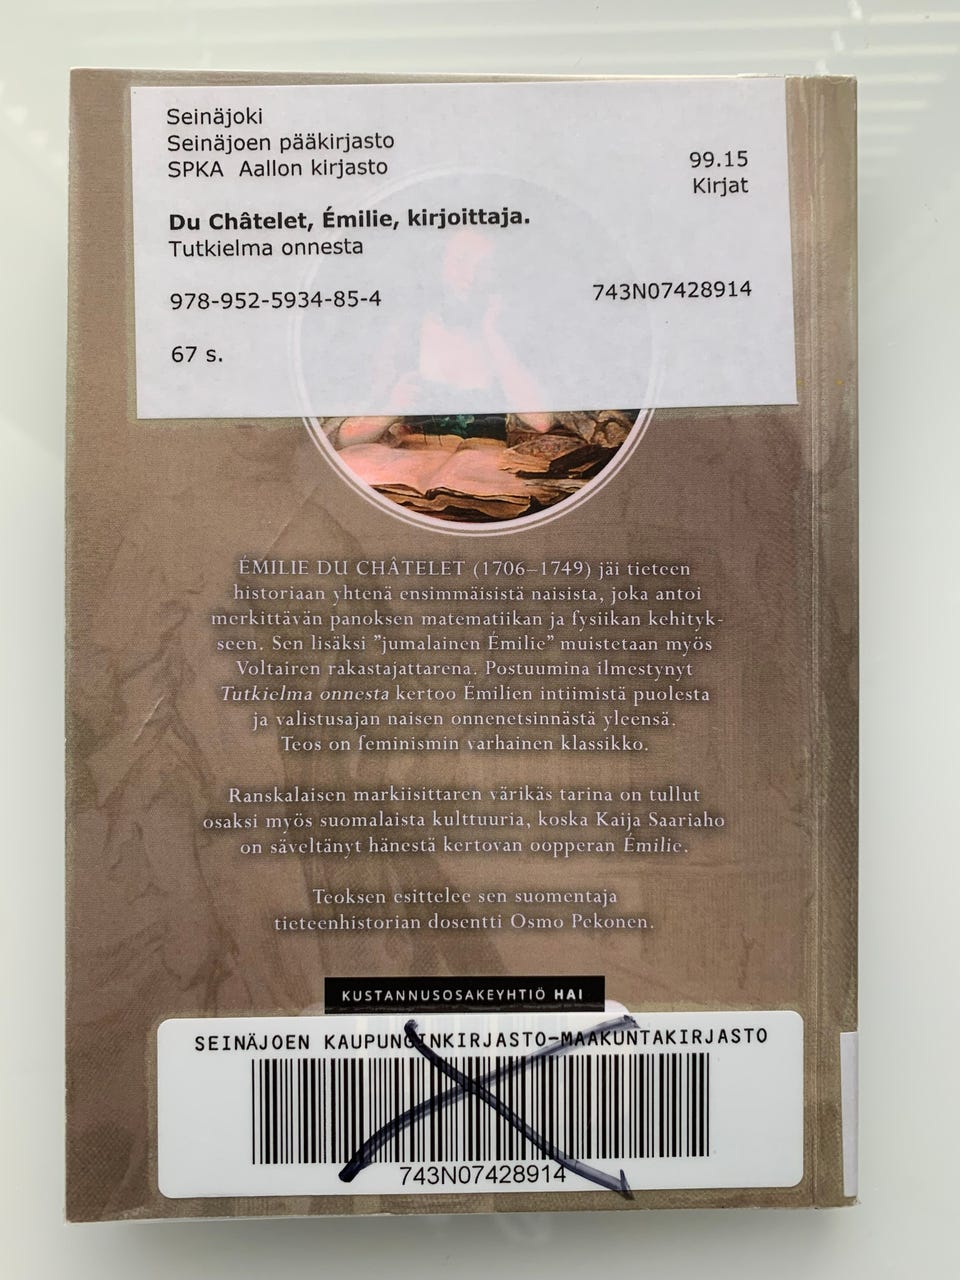 Seinäjoki
Seinäjoen pääkirjasto
SPKA Aallon kirjasto
99.15
Kirjat
Du Châtelet, Émilie, kirjoittaja.
Tutkielma onnesta
978-952-5934-85-4
743N07428914
67 s.
ÉMILIE DU CHÂTELET (1706–1749) jäi tieteen
historiaan yhtenä ensimmäisistä naisista, joka antoi
merkittävän panoksen matematiikan ja fysiikan kehityk-
seen. Sen lisäksi ”jumalainen Émilie” muistetaan myös
Voltairen rakastajattarena. Postuumina ilmestynyt
Tutkielma onnesta kertoo Émilien intiimistä puolesta
ja valistusajan naisen onnenetsinnästä yleensä.
Teos on feminismin varhainen klassikko.
Ranskalaisen markiisittaren värikäs tarina on tullut
osaksi myös suomalaista kulttuuria, koska Kaija Saariaho
on säveltänyt hänestä kertovan oopperan Émilie.
Teoksen esittelee sen suomentaja
tieteenhistorian dosentti Osmo Pekonen.
KUSTANNUSOSAKEYHTIÖ HAI
SEINÄJOEN KAUPUNGINKIRJASTO-MAAKUNTAKIRJASTO
743N07428914